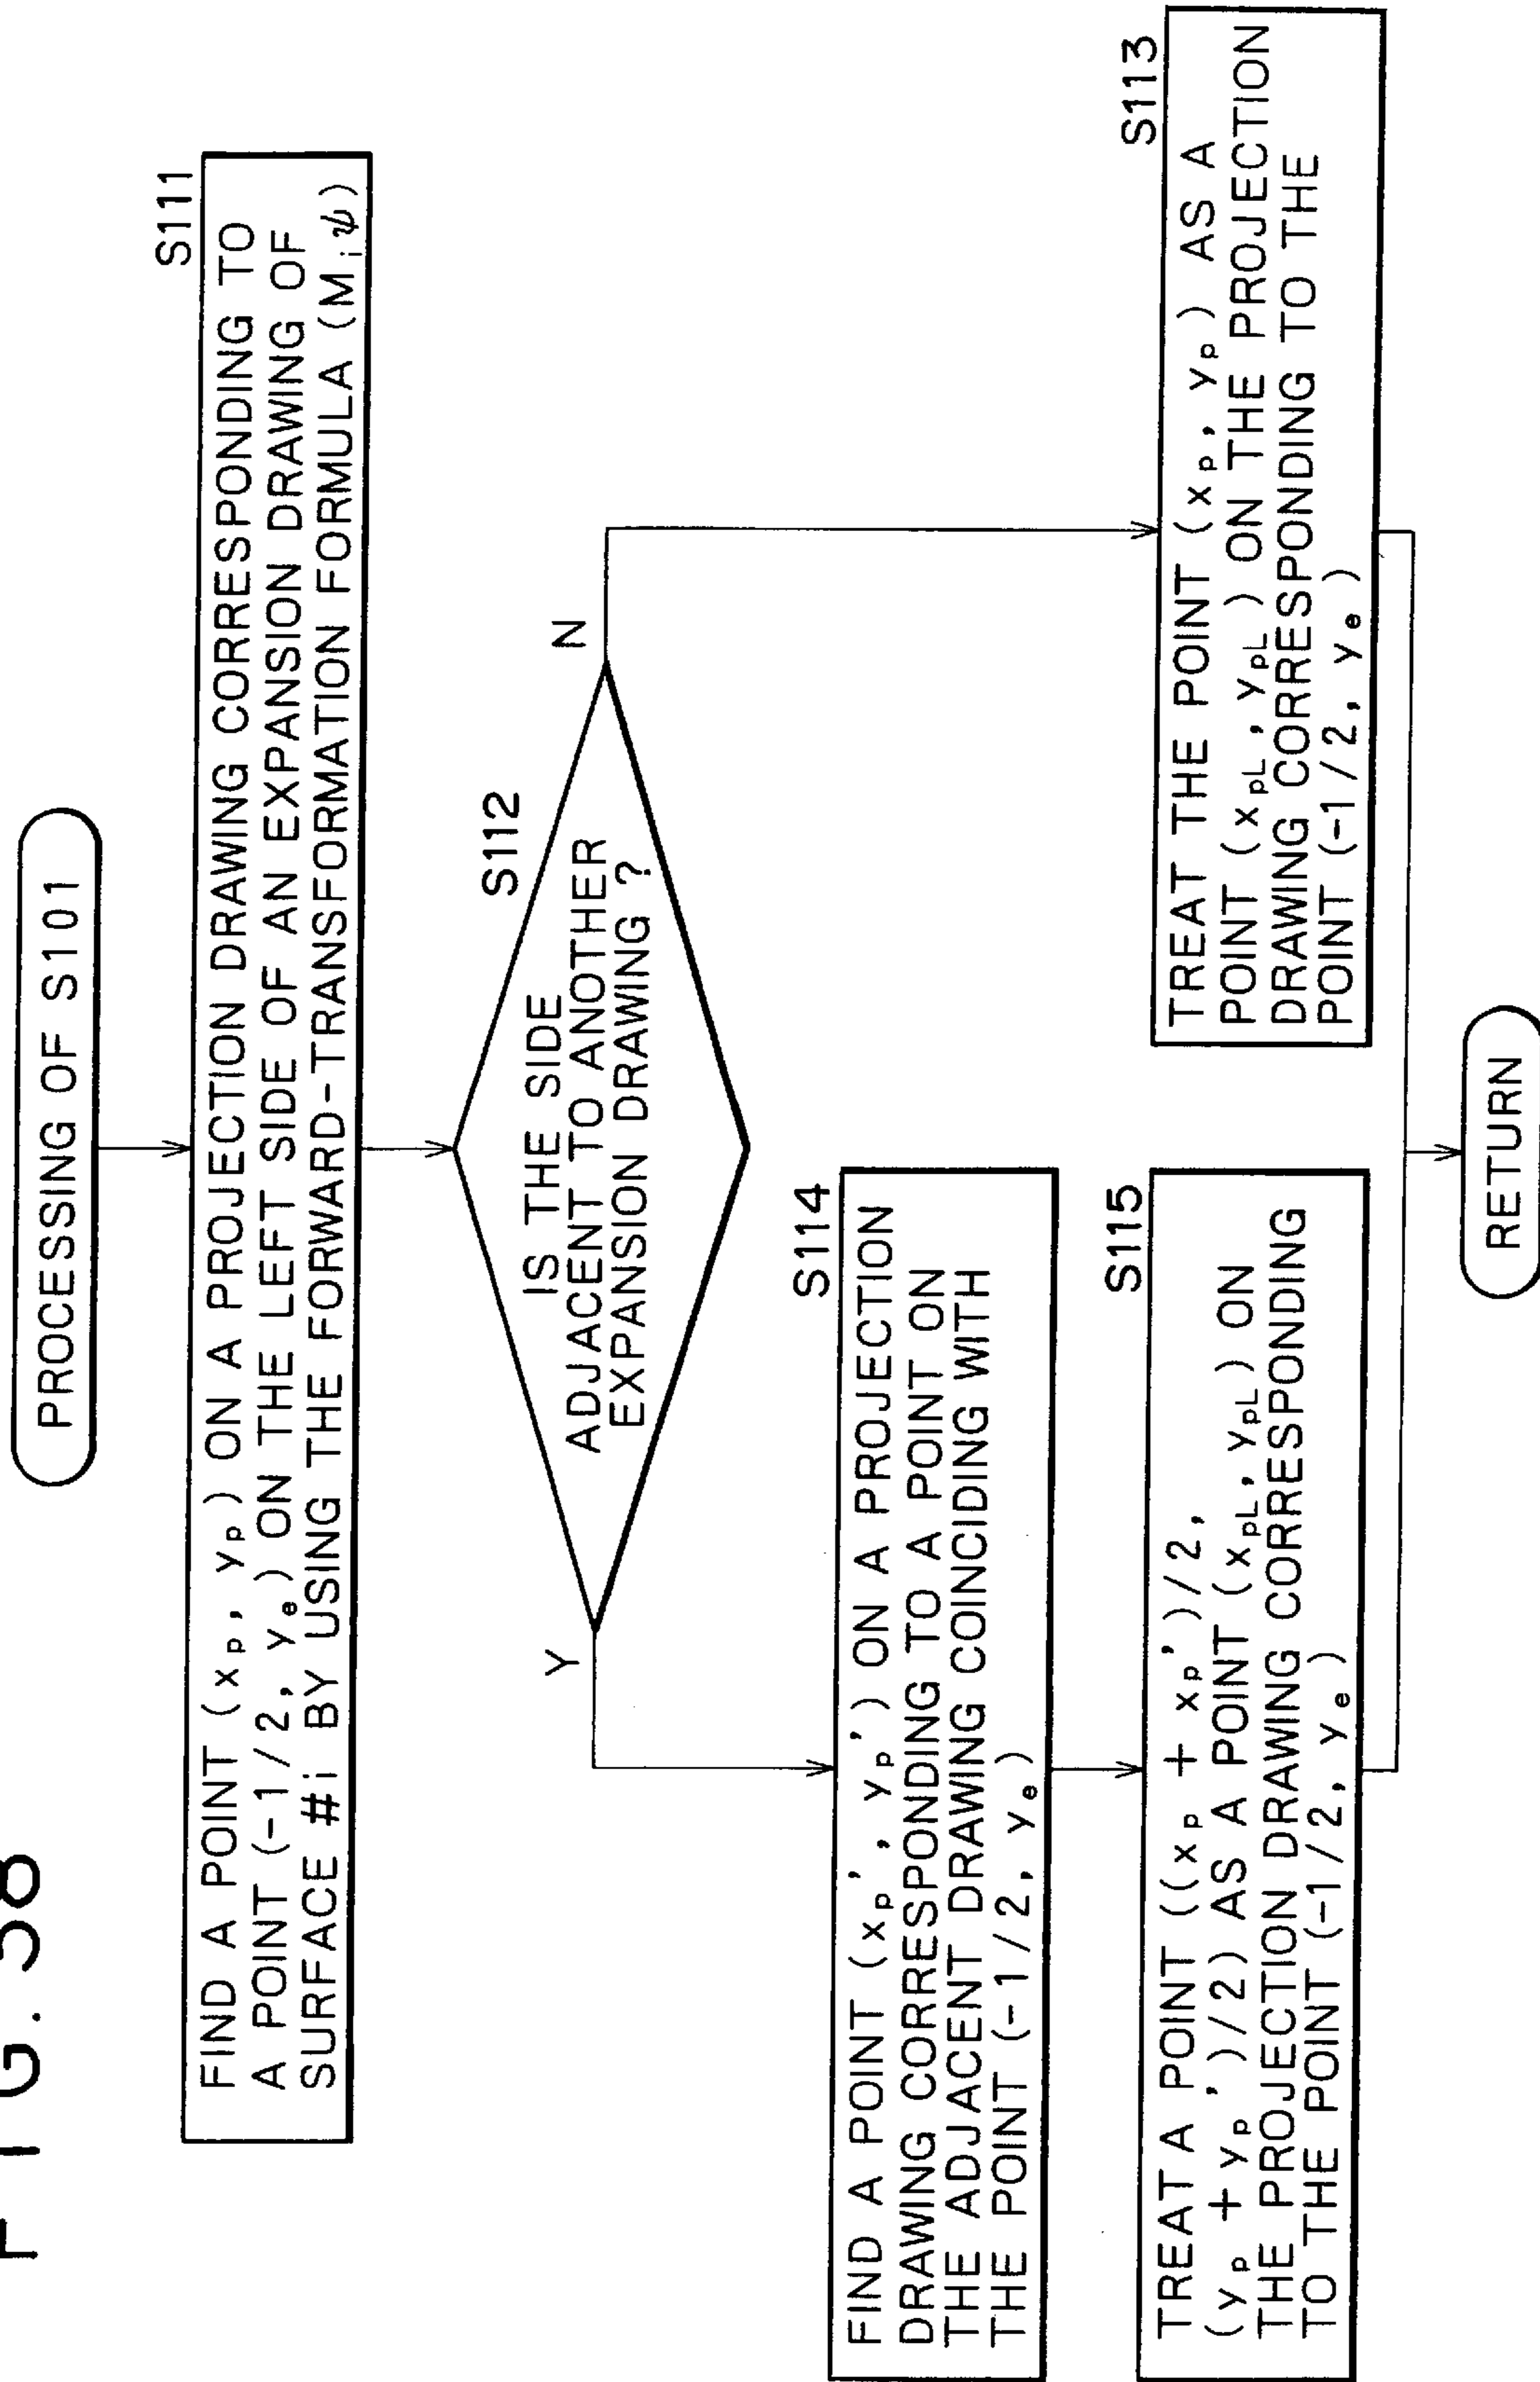 FIG. 38
PROCESSING OF S101
S111
FIND A POINT (xp, yp) ON A PROJECTION DRAWING CORRESPONDING TO
A POINT (-1/2, ye) ON THE LEFT SIDE OF AN EXPANSION DRAWING OF
SURFACE #i BY USING THE FORWARD-TRANSFORMATION FORMULA (Miψ)
S112
IS THE SIDE
ADJACENT TO ANOTHER
EXPANSION DRAWING ?
Y
N
S114
FIND A POINT (xp', yp') ON A PROJECTION
DRAWING CORRESPONDING TO A POINT ON
THE ADJACENT DRAWING COINCIDING WITH
THE POINT (-1/2, ye)
S115
TREAT A POINT ((xp + xp')/2,
(yp + yp')/2) AS A POINT (xpL, ypL) ON
THE PROJECTION DRAWING CORRESPONDING
TO THE POINT (-1/2, ye)
S113
TREAT THE POINT (xp, yp) AS A
POINT (xpL, ypL) ON THE PROJECTION
DRAWING CORRESPONDING TO THE
POINT (-1/2, ye)
RETURN